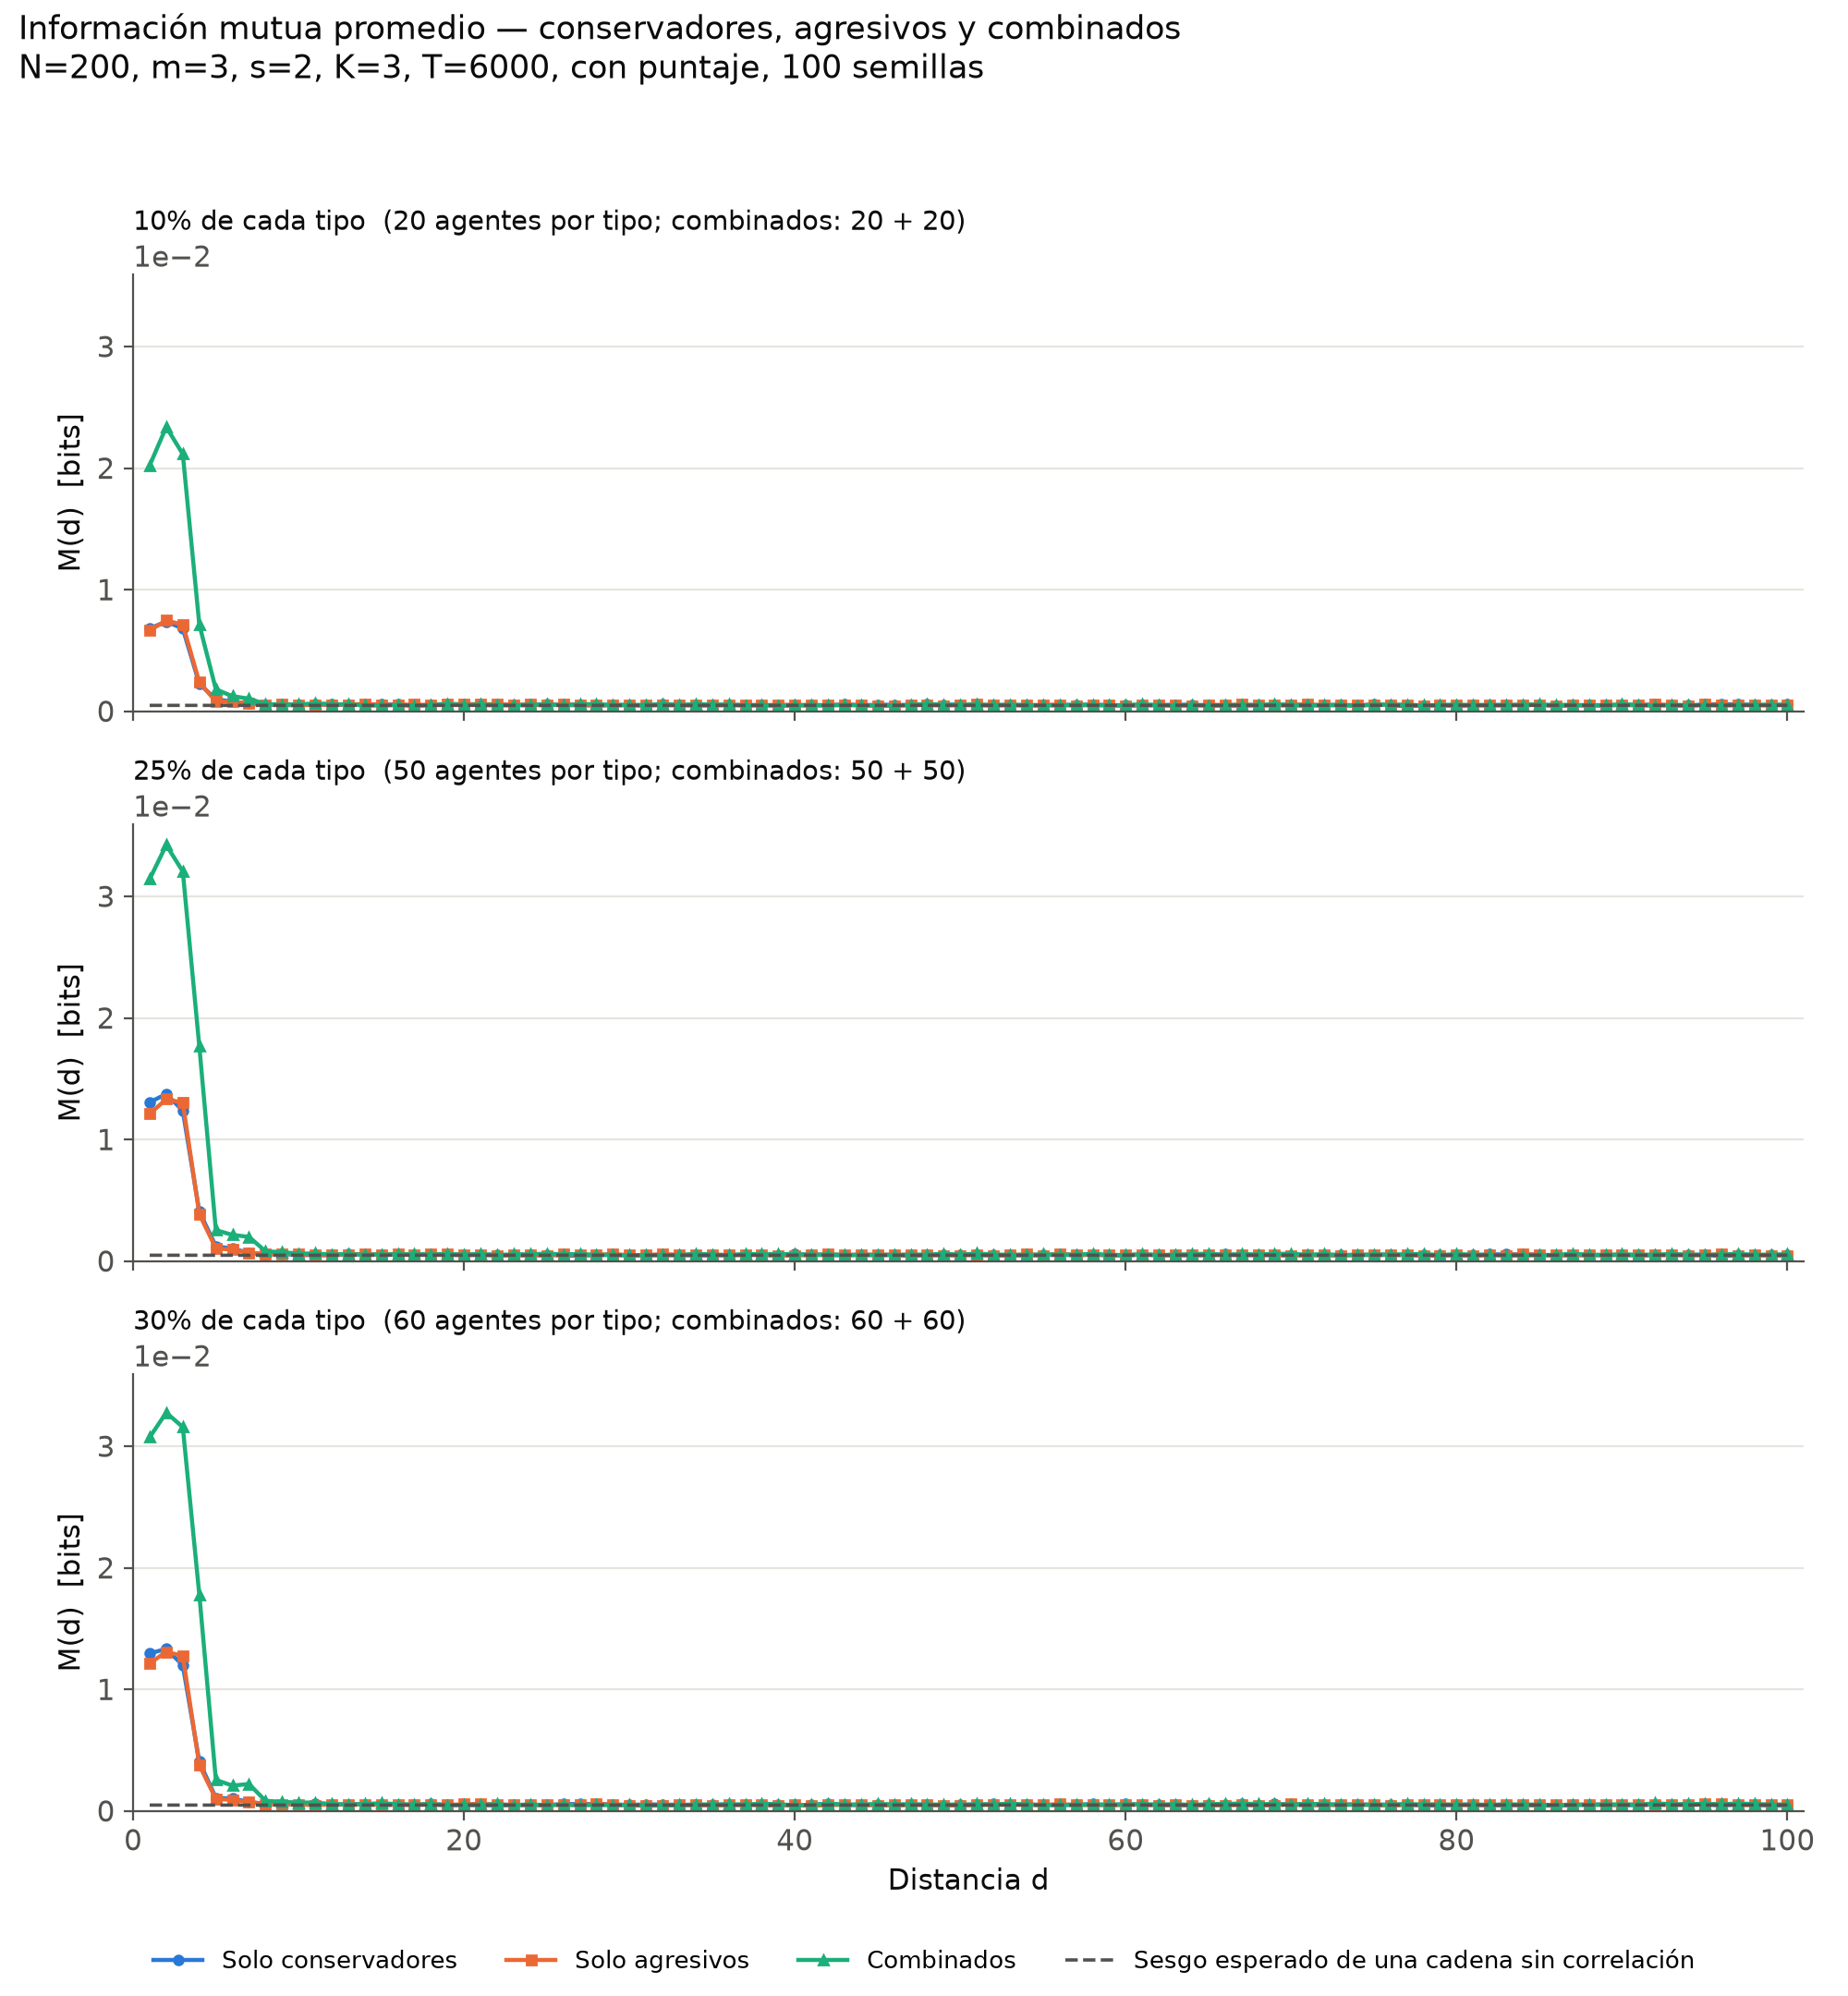 Información mutua promedio — conservadores, agresivos y combinados
N=200, m=3, s=2, K=3, T=6000, con puntaje, 100 semillas
10% de cada tipo  (20 agentes por tipo; combinados: 20 + 20)
1e−2
3
2
1
0
M(d)  [bits]
25% de cada tipo  (50 agentes por tipo; combinados: 50 + 50)
1e−2
3
2
1
0
M(d)  [bits]
30% de cada tipo  (60 agentes por tipo; combinados: 60 + 60)
1e−2
3
2
1
0
M(d)  [bits]
0 20 40 60 80 100
Distancia d
Solo conservadores Solo agresivos Combinados Sesgo esperado de una cadena sin correlación